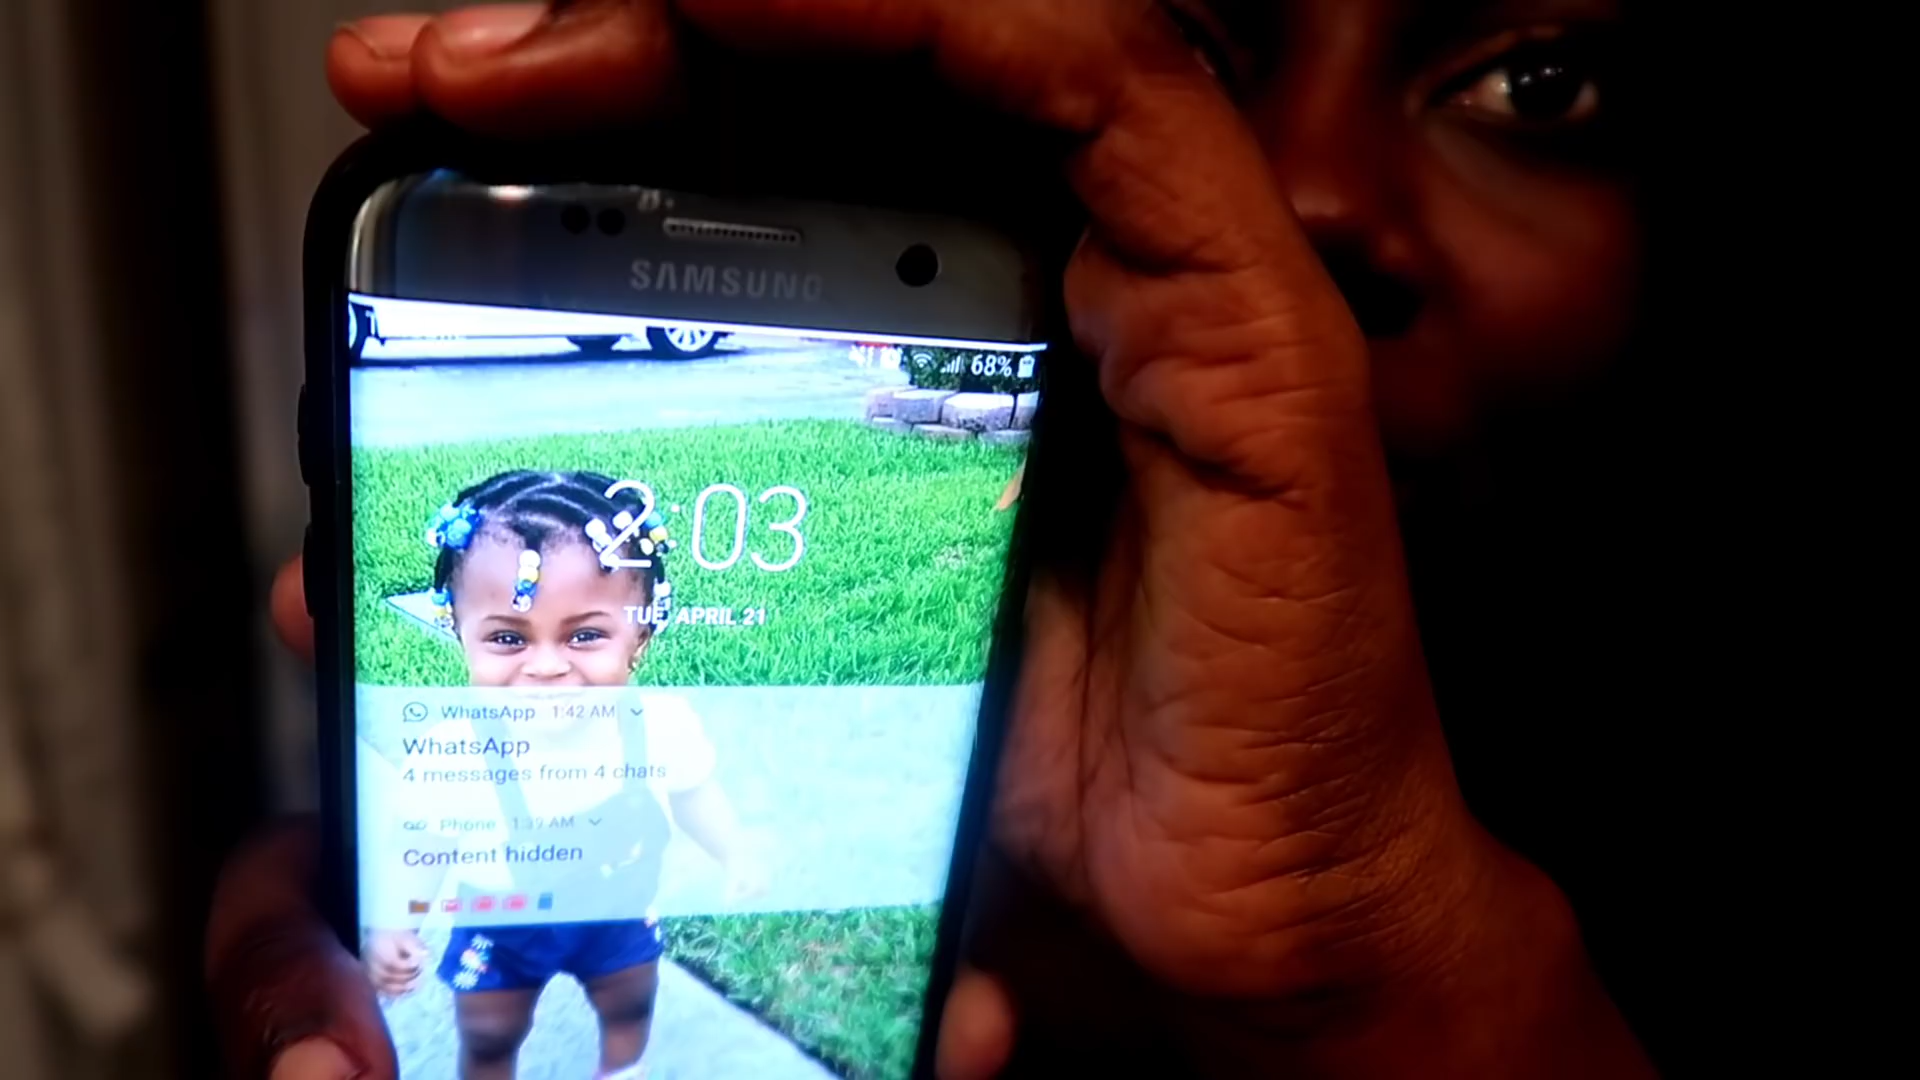 SAMSUNG
68%
2:03
TUE, APRIL 21
WhatsApp 1:42 AM
WhatsApp
4 messages from 4 chats
Phone 1:39 AM
Content hidden